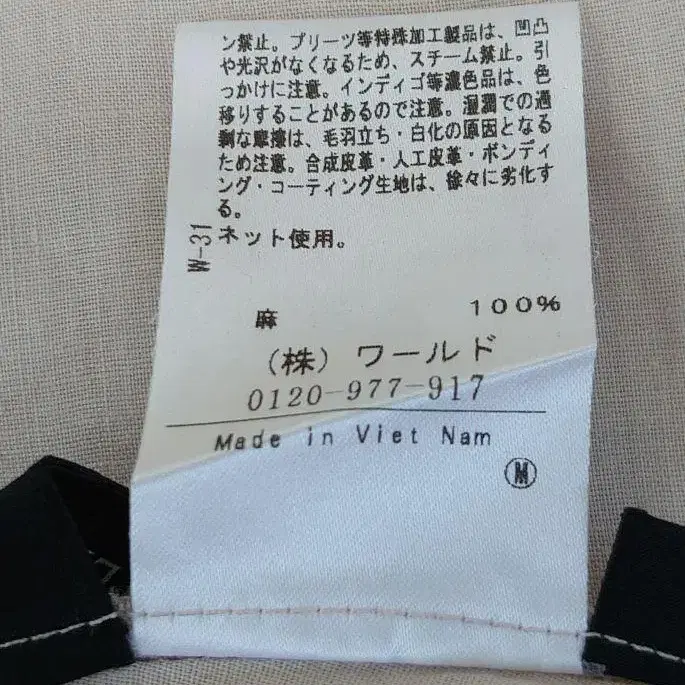 ン禁止。プリーツ等特殊加工製品は、凹凸
や光沢がなくなるため、スチーム禁止。引
っかけに注意。インディゴ等濃色品は、色
移りすることがあるので注意。湿潤での過
剰な摩擦は、毛羽立ち・白化の原因となる
ため注意。合成皮革・人工皮革・ボンディ
ング・コーティング生地は、徐々に劣化す
る。
ネット使用。
W-31
麻 100%
(株) ワールド
0120-977-917
Made in Viet Nam
M